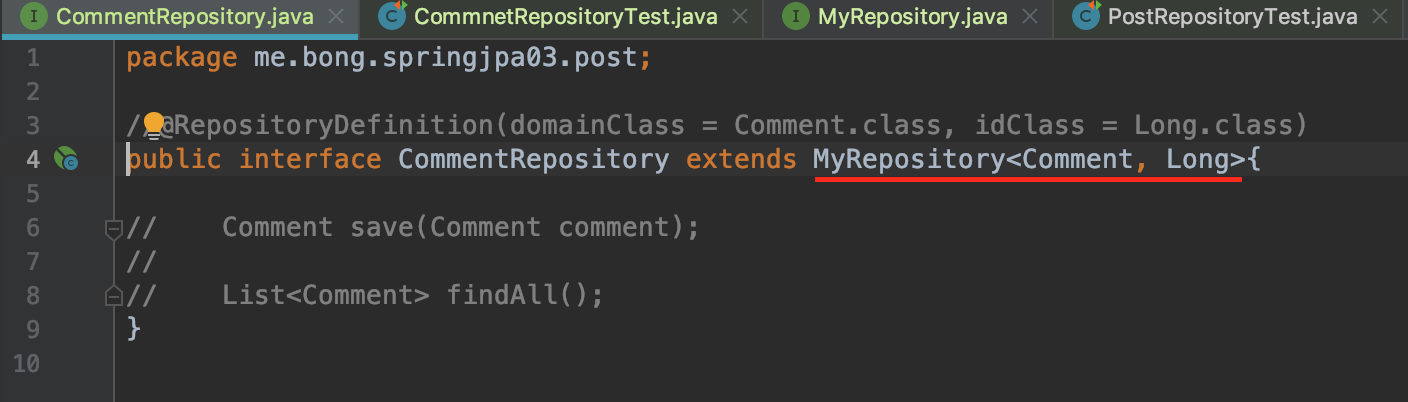 CommentRepository.java CommnetRepositoryTest.java MyRepository.java PostRepositoryTest.java
1 package me.bong.springjpa03.post;
2
3 //@RepositoryDefinition(domainClass = Comment.class, idClass = Long.class)
4 public interface CommentRepository extends MyRepository<Comment, Long>{
5
6 //    Comment save(Comment comment);
7 //
8 //    List<Comment> findAll();
9 }
10